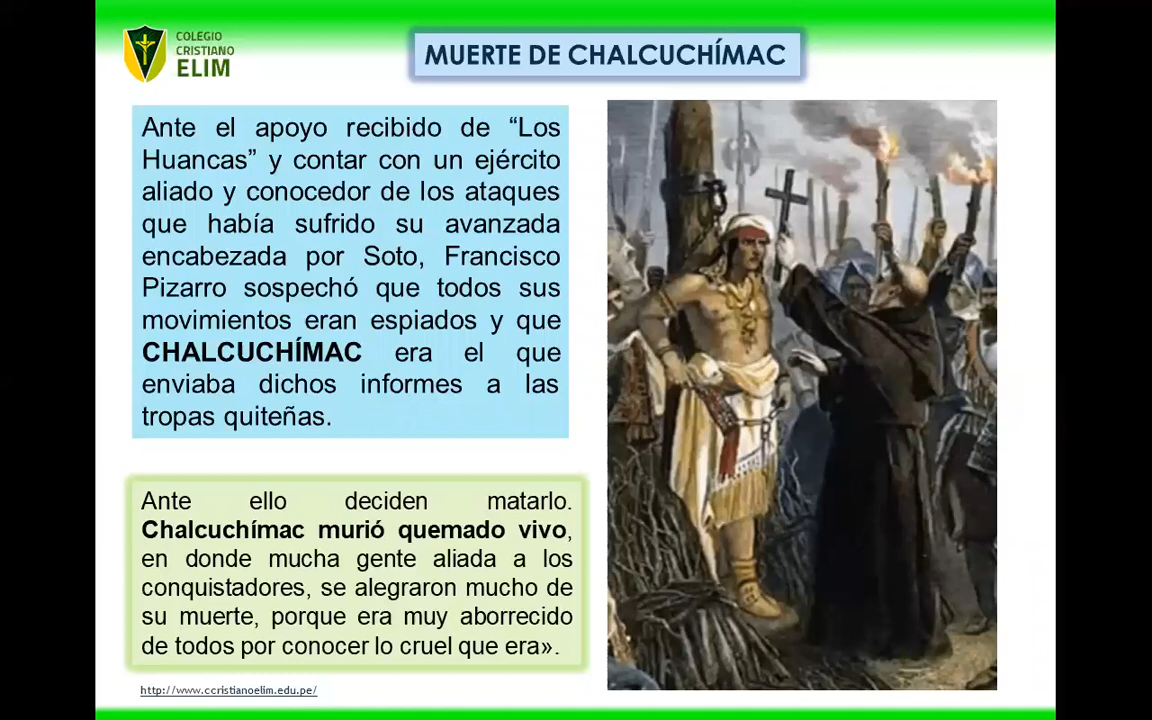 COLEGIO
CRISTIANO
ELIM
MUERTE DE CHALCUCHÍMAC
Ante el apoyo recibido de “Los
Huancas” y contar con un ejército
aliado y conocedor de los ataques
que había sufrido su avanzada
encabezada por Soto, Francisco
Pizarro sospechó que todos sus
movimientos eran espiados y que
CHALCUCHÍMAC era el que
enviaba dichos informes a las
tropas quiteñas.
Ante ello deciden matarlo.
Chalcuchímac murió quemado vivo,
en donde mucha gente aliada a los
conquistadores, se alegraron mucho de
su muerte, porque era muy aborrecido
de todos por conocer lo cruel que era».
http://www.ccristianoelim.edu.pe/